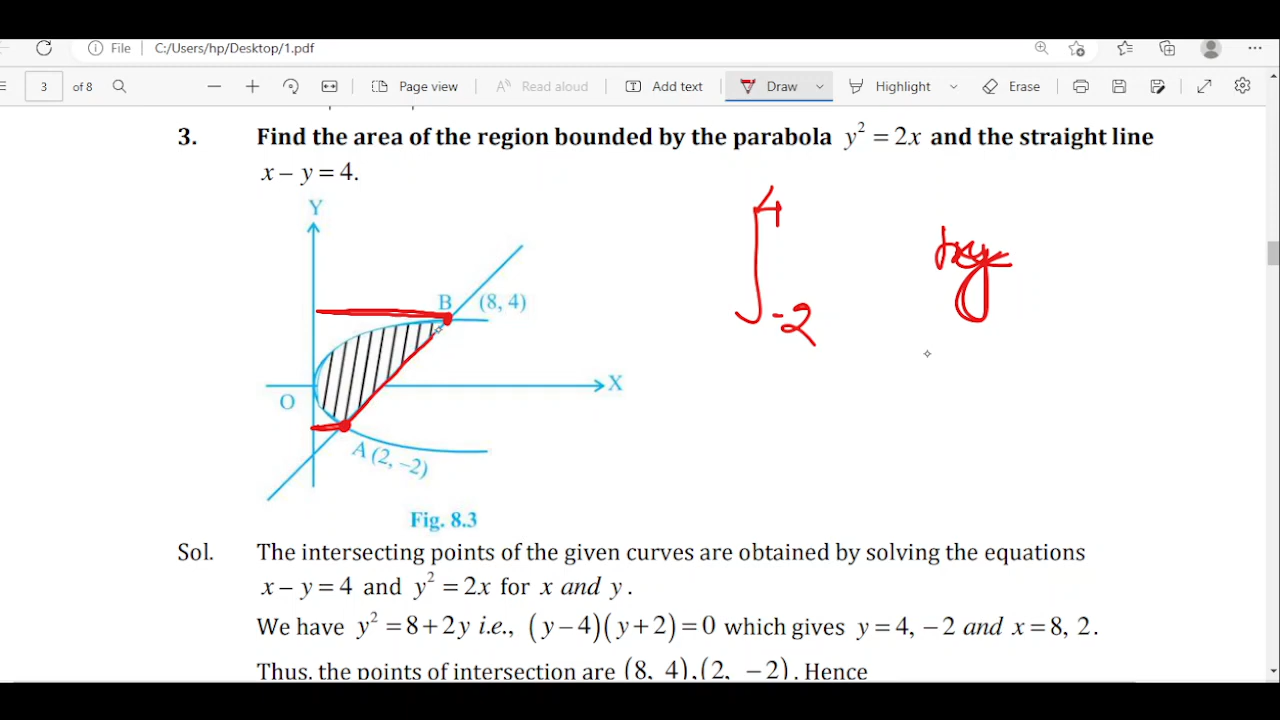 File C:/Users/hp/Desktop/1.pdf
3 of 8 Page view Read aloud Add text Draw Highlight Erase
3. Find the area of the region bounded by the parabola y² = 2x and the straight line
x – y = 4.
Y
B (8, 4)
O
X
A (2, –2)
Fig. 8.3
4
∫
-2
Sol. The intersecting points of the given curves are obtained by solving the equations
x – y = 4 and y² = 2x for x and y.
We have y² = 8 + 2y i.e., (y – 4)(y + 2) = 0 which gives y = 4, – 2 and x = 8, 2.
Thus, the points of intersection are (8, 4),(2, –2). Hence